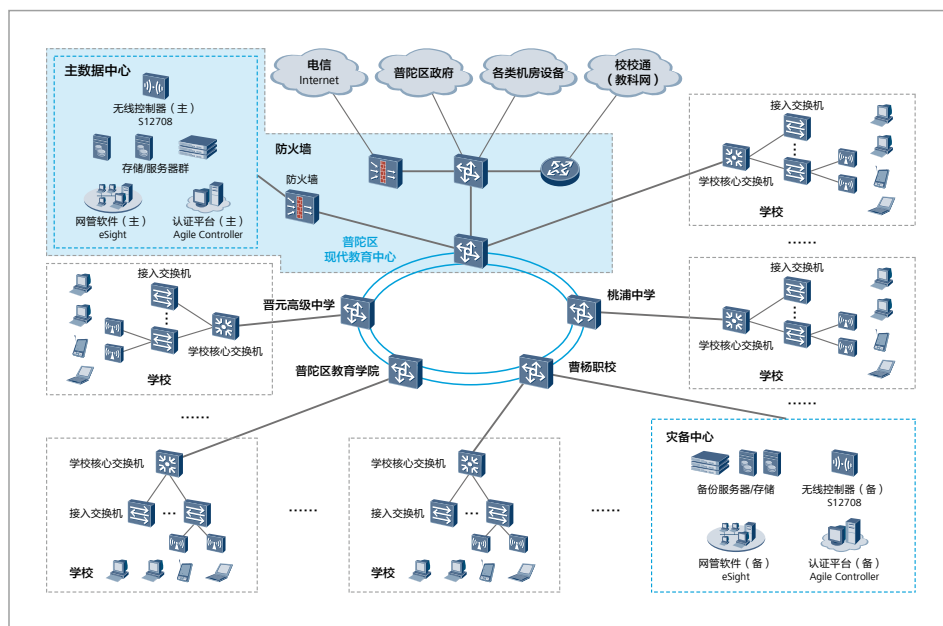 主数据中心
无线控制器（主）
S12708
存储/服务器群
网管软件（主）
eSight
认证平台（主）
Agile Controller
电信
Internet
普陀区政府
各类机房设备
校校通
（教科网）
防火墙
防火墙
普陀区
现代教育中心
接入交换机
学校核心交换机
学校
......
接入交换机
学校核心交换机
学校
......
接入交换机
学校核心交换机
学校
......
晋元高级中学
桃浦中学
普陀区教育学院
曹杨职校
学校核心交换机
接入交换机
...
学校
......
学校核心交换机
接入交换机
...
学校
......
灾备中心
备份服务器/存储
无线控制器（备）
S12708
网管软件（备）
eSight
认证平台（备）
Agile Controller